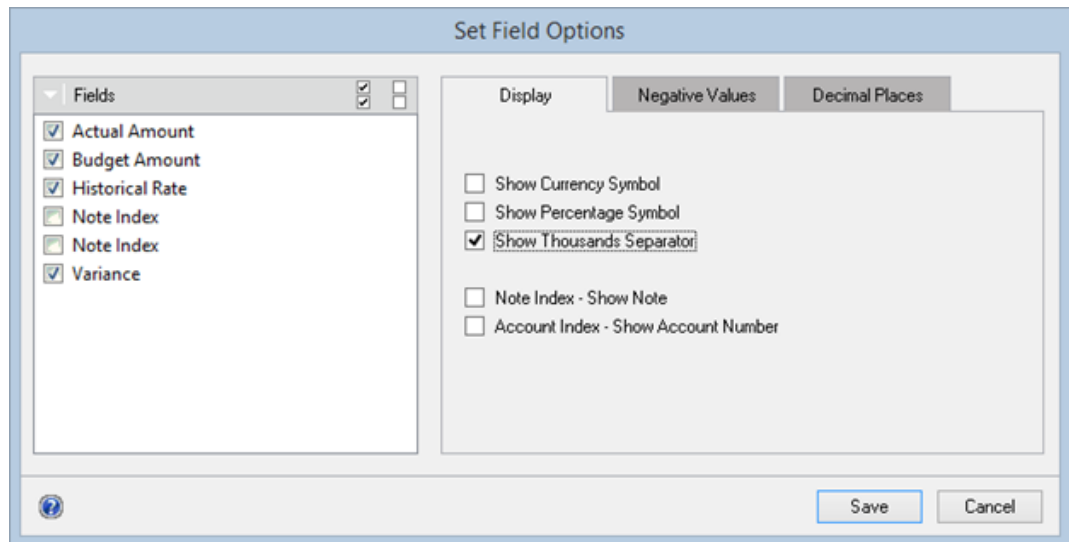 Set Field Options
Fields
Actual Amount
Budget Amount
Historical Rate
Note Index
Note Index
Variance
Display Negative Values Decimal Places
Show Currency Symbol
Show Percentage Symbol
Show Thousands Separator
Note Index - Show Note
Account Index - Show Account Number
? Save Cancel